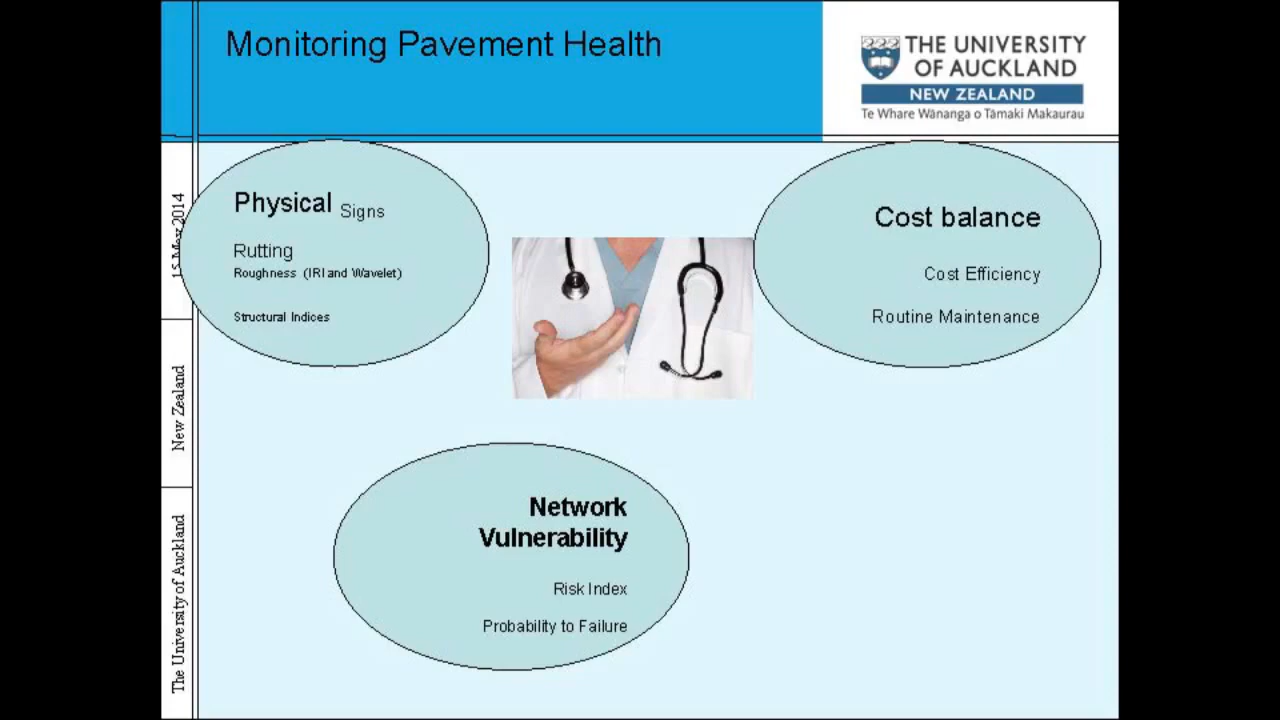 Monitoring Pavement Health
THE UNIVERSITY
OF AUCKLAND
NEW ZEALAND
Te Whare Wānanga o Tāmaki Makaurau
Physical Signs
Rutting
Roughness (IRI and Wavelet)
Structural Indices
Cost balance
Cost Efficiency
Routine Maintenance
Network
Vulnerability
Risk Index
Probability to Failure
2014
New Zealand
The University of Auckland